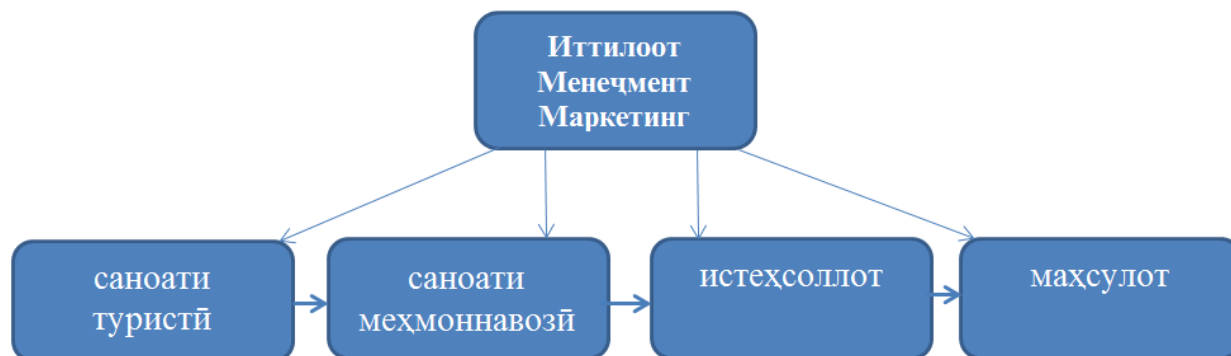 Иттилоот
Менеҷмент
Маркетинг
саноати
туристӣ
саноати
меҳмоннавозӣ
истеҳсоллот
маҳсулот